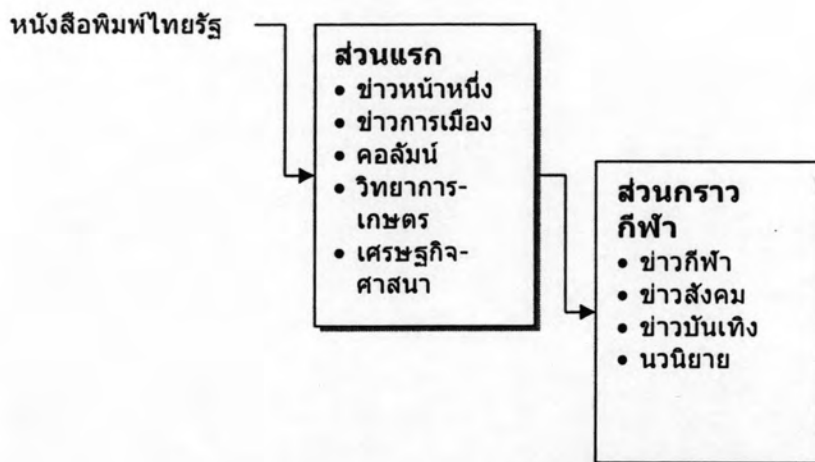 หนังสือพิมพ์ไทยรัฐ
ส่วนแรก
• ข่าวหน้าหนึ่ง
• ข่าวการเมือง
• คอลัมน์
• วิทยาการ-
เกษตร
• เศรษฐกิจ-
ศาสนา
ส่วนกราว
กีฬา
• ข่าวกีฬา
• ข่าวสังคม
• ข่าวบันเทิง
• นวนิยาย